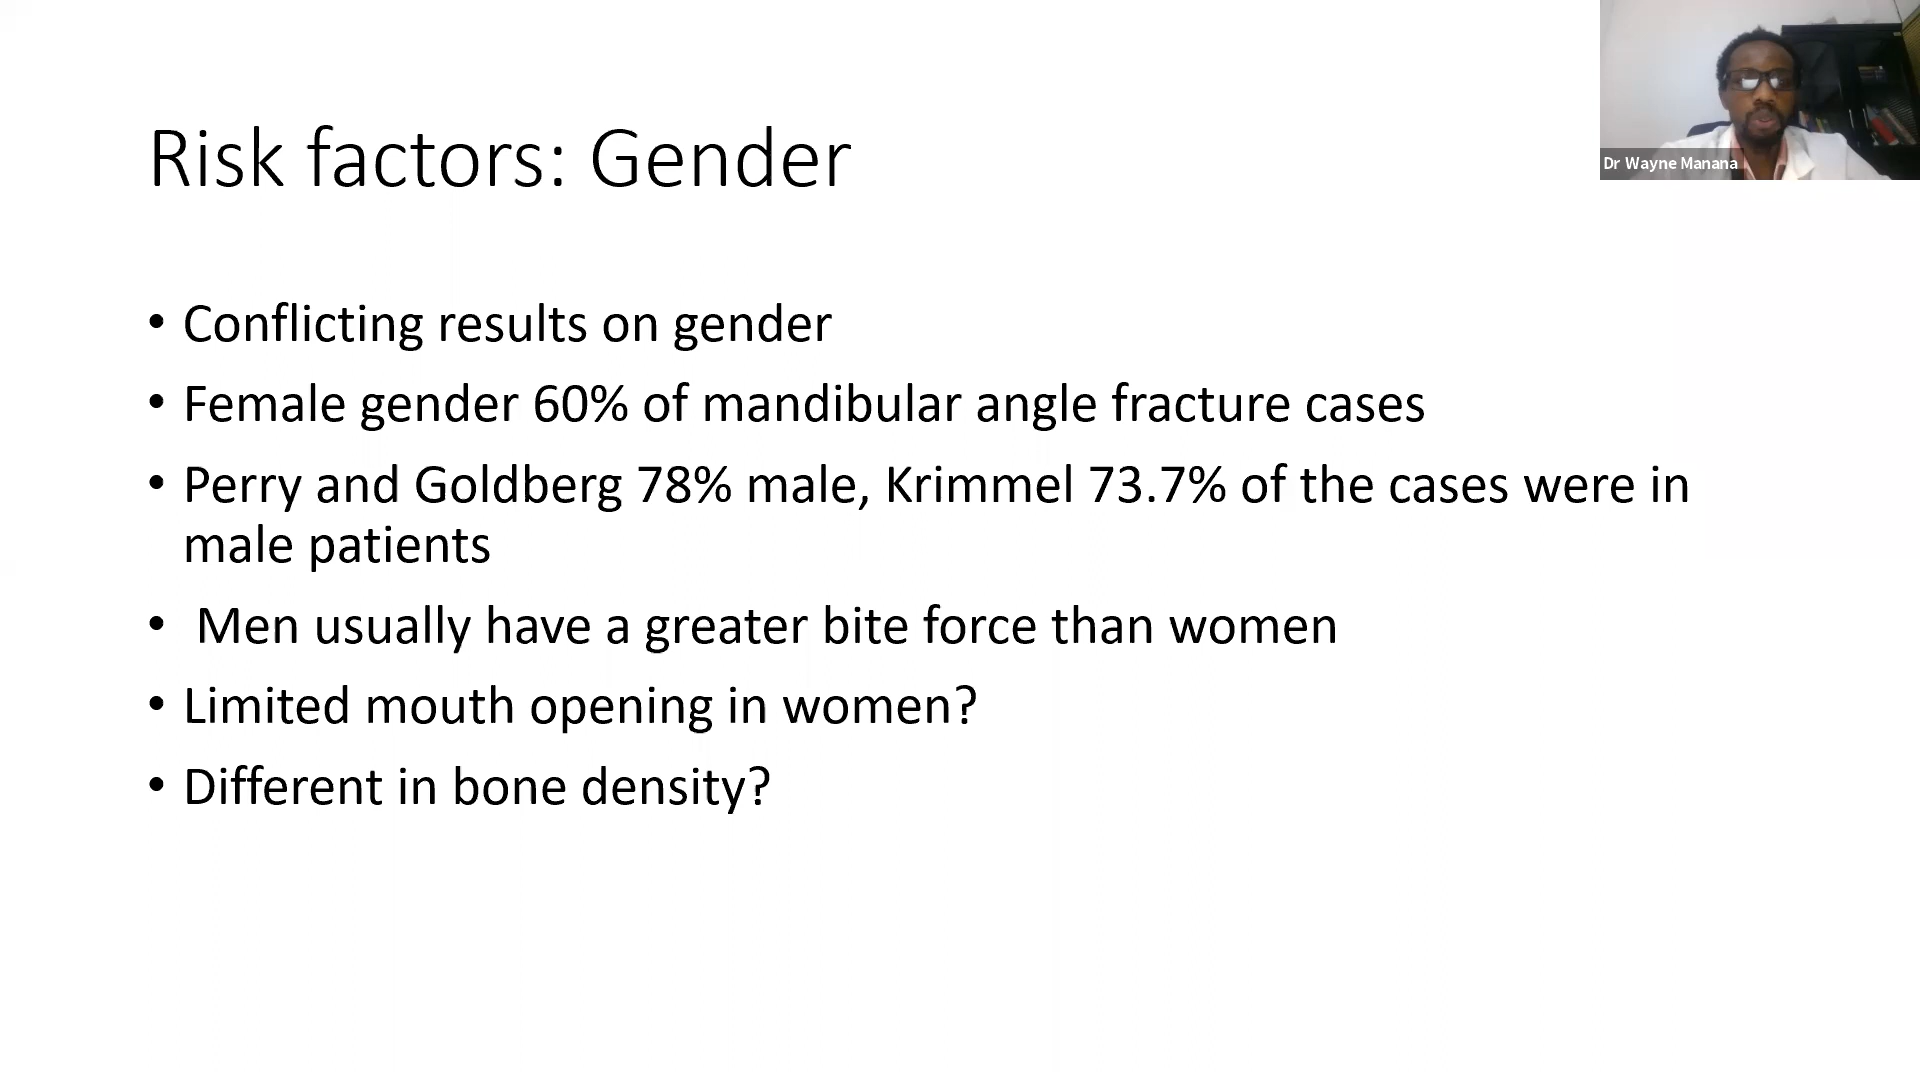 Dr Wayne Manana
Risk factors: Gender
• Conflicting results on gender
• Female gender 60% of mandibular angle fracture cases
• Perry and Goldberg 78% male, Krimmel 73.7% of the cases were in
male patients
• Men usually have a greater bite force than women
• Limited mouth opening in women?
• Different in bone density?